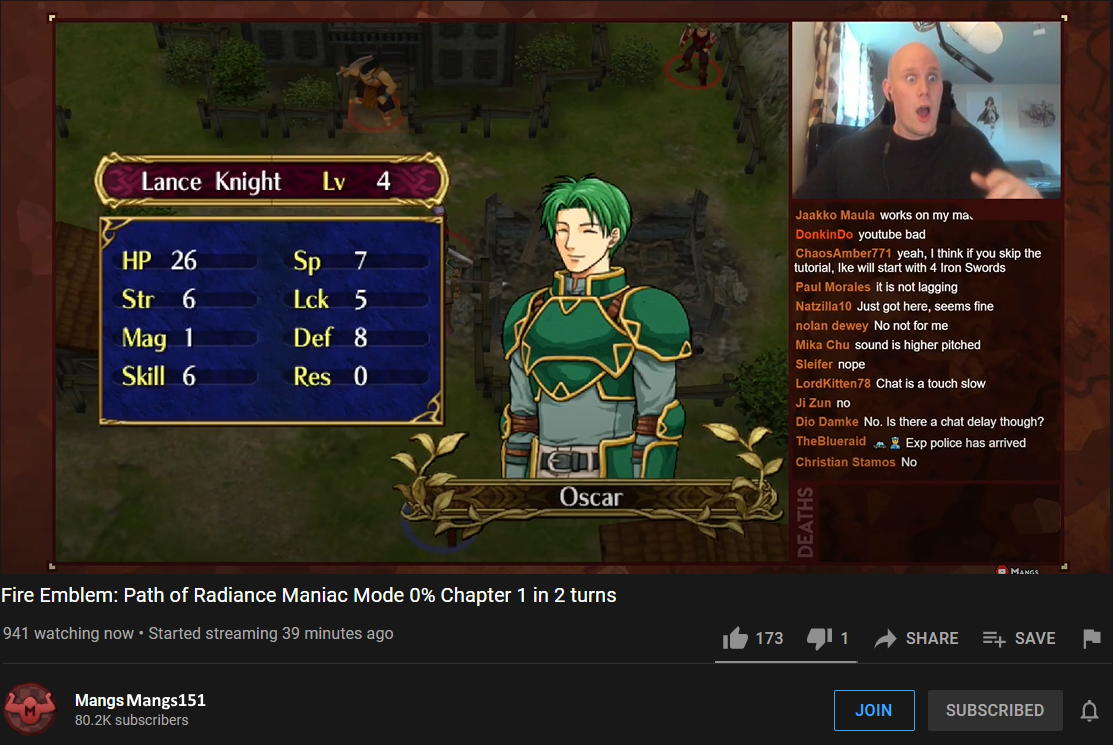 Lance Knight Lv 4
HP 26 Sp 7
Str 6 Lck 5
Mag 1 Def 8
Skill 6 Res 0
Oscar
Jaakko Maula works on my mac
DonkinDo youtube bad
ChaosAmber771 yeah, I think if you skip the
tutorial, Ike will start with 4 Iron Swords
Paul Morales it is not lagging
Natzilla10 Just got here, seems fine
nolan dewey No not for me
Mika Chu sound is higher pitched
Sleifer nope
LordKitten78 Chat is a touch slow
Ji Zun no
Dio Damke No. Is there a chat delay though?
TheBlueraid Exp police has arrived
Christian Stamos No
DEATHS
MANGS
Fire Emblem: Path of Radiance Maniac Mode 0% Chapter 1 in 2 turns
941 watching now • Started streaming 39 minutes ago
173 1 SHARE SAVE
M
Mangs Mangs151
80.2K subscribers
JOIN SUBSCRIBED